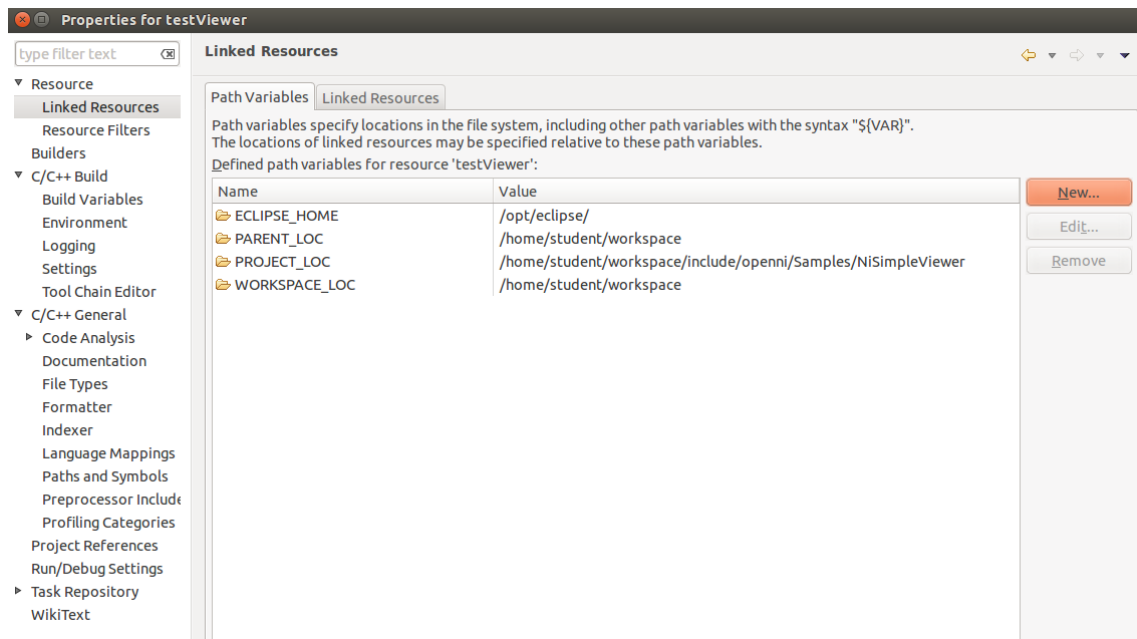 Properties for testViewer
type filter text
Resource
Linked Resources
Resource Filters
Builders
C/C++ Build
Build Variables
Environment
Logging
Settings
Tool Chain Editor
C/C++ General
Code Analysis
Documentation
File Types
Formatter
Indexer
Language Mappings
Paths and Symbols
Preprocessor Include
Profiling Categories
Project References
Run/Debug Settings
Task Repository
WikiText
Linked Resources
Path Variables Linked Resources
Path variables specify locations in the file system, including other path variables with the syntax "${VAR}".
The locations of linked resources may be specified relative to these path variables.
Defined path variables for resource 'testViewer':
Name Value
ECLIPSE_HOME /opt/eclipse/
PARENT_LOC /home/student/workspace
PROJECT_LOC /home/student/workspace/include/openni/Samples/NiSimpleViewer
WORKSPACE_LOC /home/student/workspace
New...
Edit...
Remove